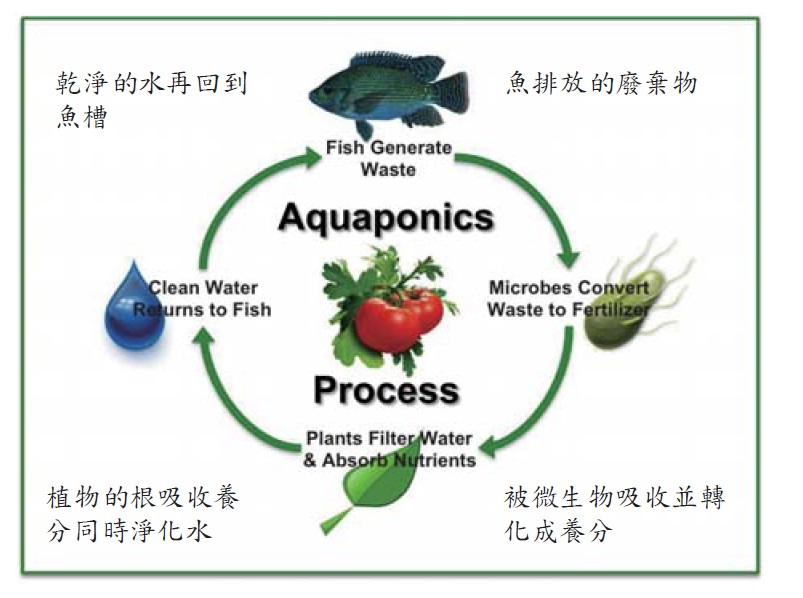 乾淨的水再回到
魚槽
魚排放的廢棄物
Fish Generate
Waste
Aquaponics
Clean Water
Returns to Fish
Microbes Convert
Waste to Fertilizer
Process
Plants Filter Water
& Absorb Nutrients
植物的根吸收養
分同時淨化水
被微生物吸收並轉
化成養分